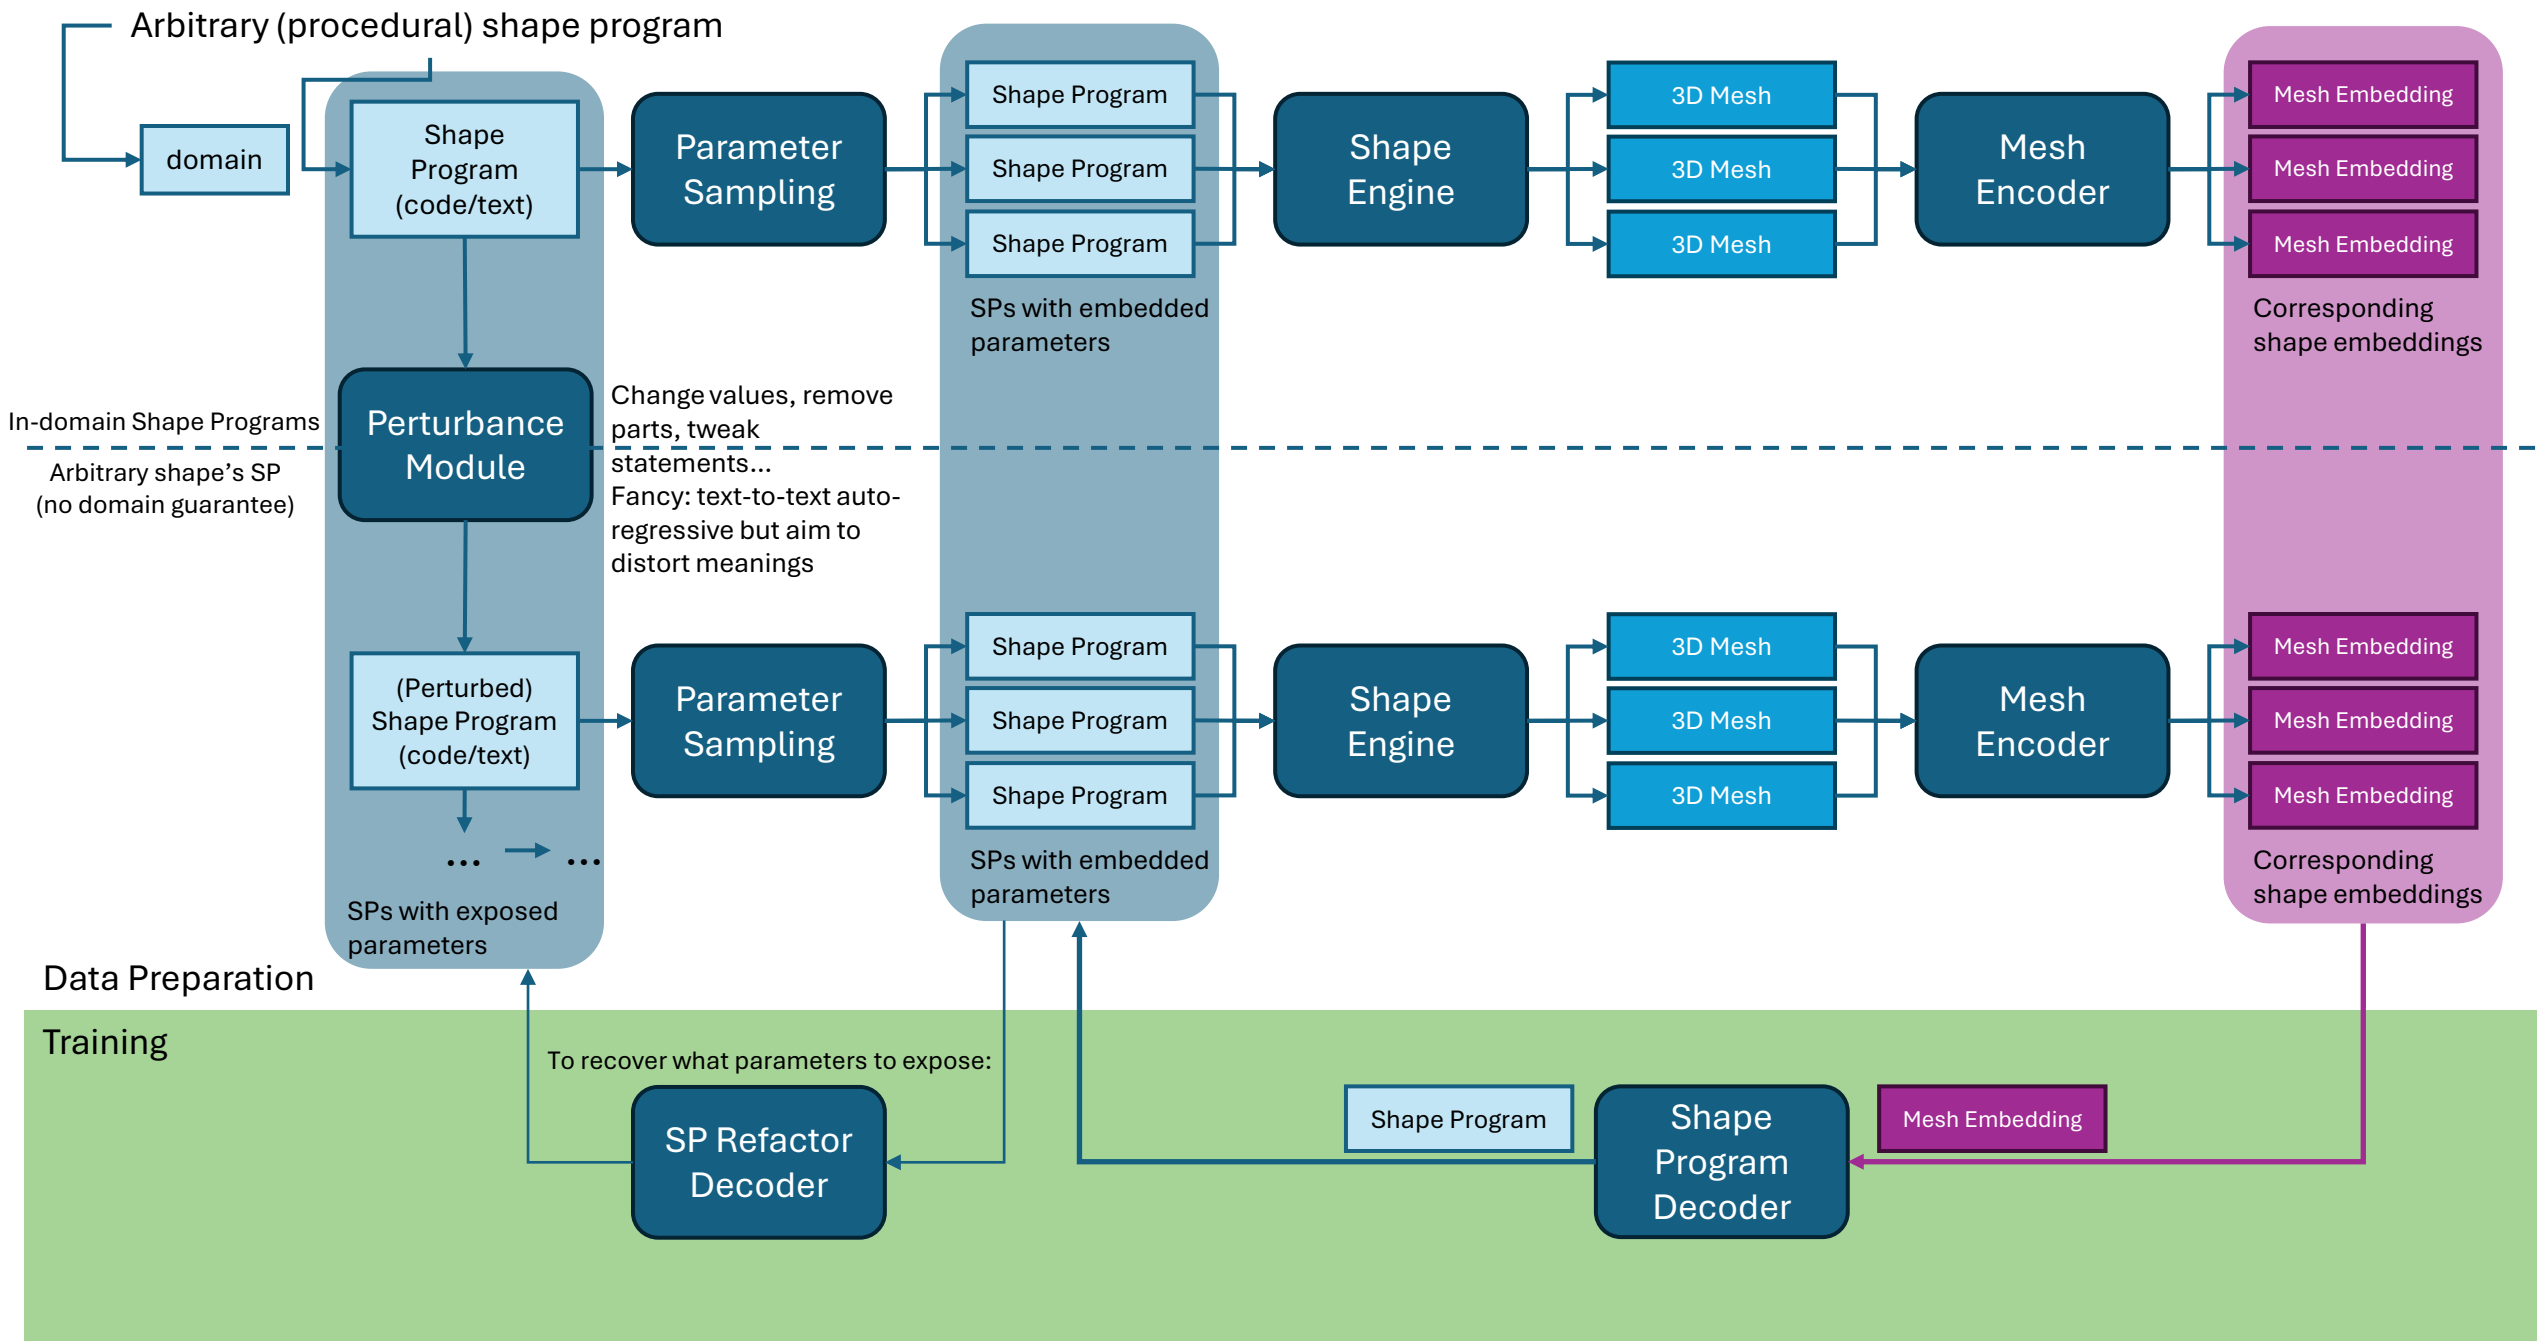 Arbitrary (procedural) shape program
domain
Shape
Program
(code/text)
Parameter
Sampling
Shape Program
Shape Program
Shape Program
SPs with embedded
parameters
Shape
Engine
3D Mesh
3D Mesh
3D Mesh
Mesh
Encoder
Mesh Embedding
Mesh Embedding
Mesh Embedding
Corresponding
shape embeddings
In-domain Shape Programs
Arbitrary shape’s SP
(no domain guarantee)
Perturbance
Module
Change values, remove
parts, tweak
statements...
Fancy: text-to-text auto-
regressive but aim to
distort meanings
(Perturbed)
Shape Program
(code/text)
... ...
SPs with exposed
parameters
Parameter
Sampling
Shape Program
Shape Program
Shape Program
SPs with embedded
parameters
Shape
Engine
3D Mesh
3D Mesh
3D Mesh
Mesh
Encoder
Mesh Embedding
Mesh Embedding
Mesh Embedding
Corresponding
shape embeddings
Data Preparation
Training
To recover what parameters to expose:
SP Refactor
Decoder
Shape Program
Shape
Program
Decoder
Mesh Embedding